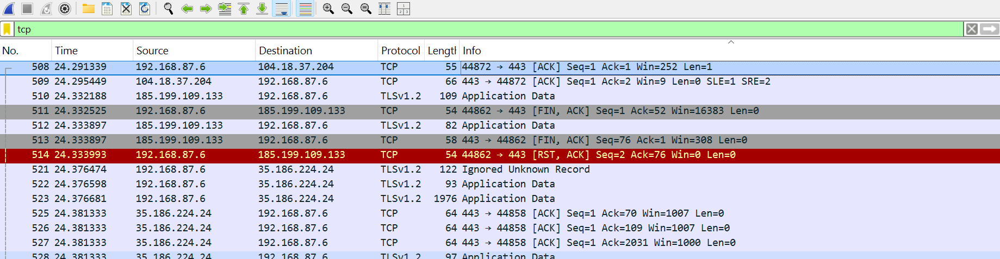 tcp
No. Time Source Destination Protocol Length Info
508 24.291339 192.168.87.6 104.18.37.204 TCP 55 44872 → 443 [ACK] Seq=1 Ack=1 Win=252 Len=1
509 24.295449 104.18.37.204 192.168.87.6 TCP 66 443 → 44872 [ACK] Seq=1 Ack=2 Win=9 Len=0 SLE=1 SRE=2
510 24.332188 185.199.109.133 192.168.87.6 TLSv1.2 109 Application Data
511 24.332525 192.168.87.6 185.199.109.133 TCP 54 44862 → 443 [FIN, ACK] Seq=1 Ack=52 Win=16383 Len=0
512 24.333897 185.199.109.133 192.168.87.6 TLSv1.2 82 Application Data
513 24.333897 185.199.109.133 192.168.87.6 TCP 58 443 → 44862 [FIN, ACK] Seq=76 Ack=1 Win=308 Len=0
514 24.333993 192.168.87.6 185.199.109.133 TCP 54 44862 → 443 [RST, ACK] Seq=2 Ack=76 Win=0 Len=0
521 24.376474 192.168.87.6 35.186.224.24 TLSv1.2 122 Ignored Unknown Record
522 24.376598 192.168.87.6 35.186.224.24 TLSv1.2 93 Application Data
523 24.376681 192.168.87.6 35.186.224.24 TLSv1.2 1976 Application Data
525 24.381333 35.186.224.24 192.168.87.6 TCP 64 443 → 44858 [ACK] Seq=1 Ack=70 Win=1007 Len=0
526 24.381333 35.186.224.24 192.168.87.6 TCP 64 443 → 44858 [ACK] Seq=1 Ack=109 Win=1007 Len=0
527 24.381333 35.186.224.24 192.168.87.6 TCP 64 443 → 44858 [ACK] Seq=1 Ack=2031 Win=1000 Len=0
528 24.381333 35.186.224.24 192.168.87.6 TLSv1.2 97 Application Data